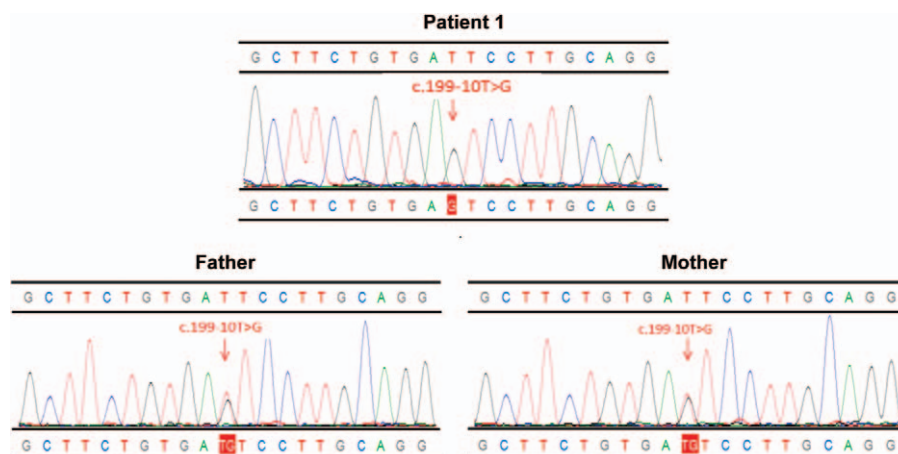 Patient 1
G C T T C T G T G A T T C C T T G C A G G
c.199-10T>G
G C T T C T G T G A G T C C T T G C A G G
Father
G C T T C T G T G A T T C C T T G C A G G
c.199-10T>G
G C T T C T G T G A TG T C C T T G C A G G
Mother
G C T T C T G T G A T T C C T T G C A G G
c.199-10T>G
G C T T C T G T G A TG T C C T T G C A G G